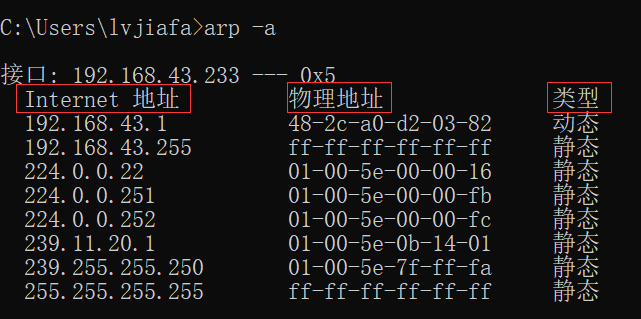 C:\Users\lvjiafa>arp -a
接口: 192.168.43.233 --- 0x5
Internet 地址 物理地址 类型
192.168.43.1 48-2c-a0-d2-03-82 动态
192.168.43.255 ff-ff-ff-ff-ff-ff 静态
224.0.0.22 01-00-5e-00-00-16 静态
224.0.0.251 01-00-5e-00-00-fb 静态
224.0.0.252 01-00-5e-00-00-fc 静态
239.11.20.1 01-00-5e-0b-14-01 静态
239.255.255.250 01-00-5e-7f-ff-fa 静态
255.255.255.255 ff-ff-ff-ff-ff-ff 静态